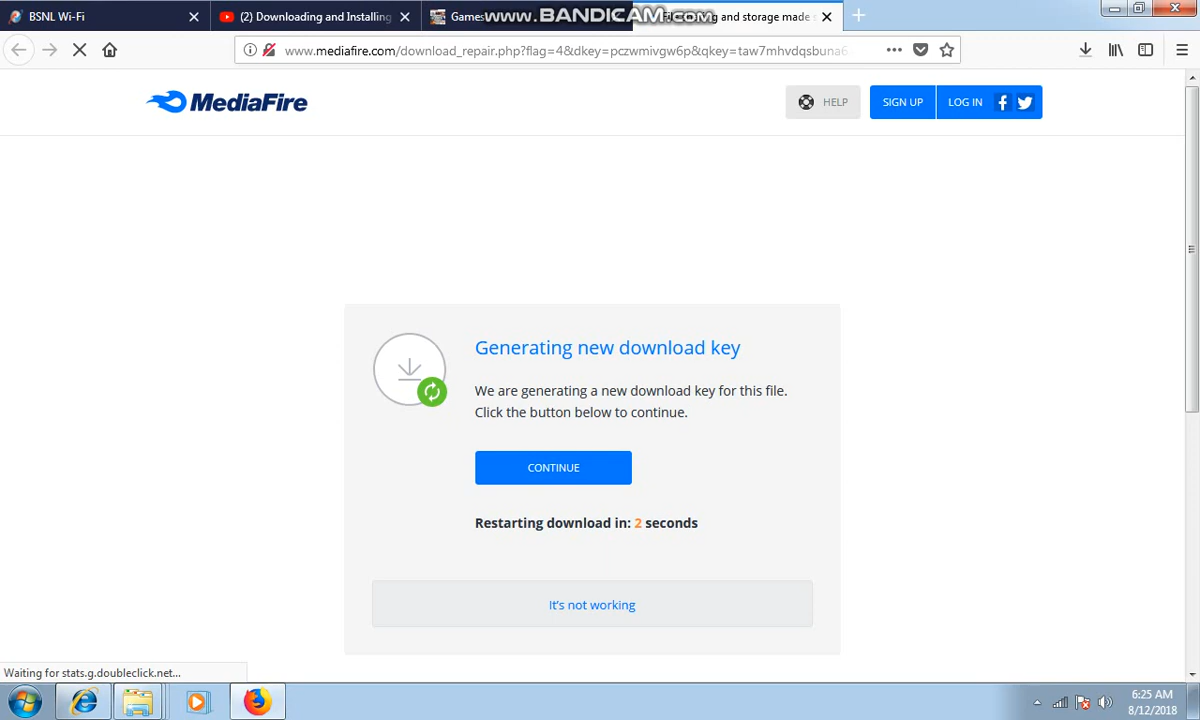 BSNL Wi-Fi
(2) Downloading and Installing
Games
www.BANDICAM.com
and storage made
www.mediafire.com/download_repair.php?flag=4&dkey=pczwmivgw6p&qkey=taw7mhvdqsbuna6
MediaFire
HELP
SIGN UP
LOG IN
Generating new download key
We are generating a new download key for this file.
Click the button below to continue.
CONTINUE
Restarting download in: 2 seconds
It's not working
Waiting for stats.g.doubleclick.net...
6:25 AM
8/12/2018